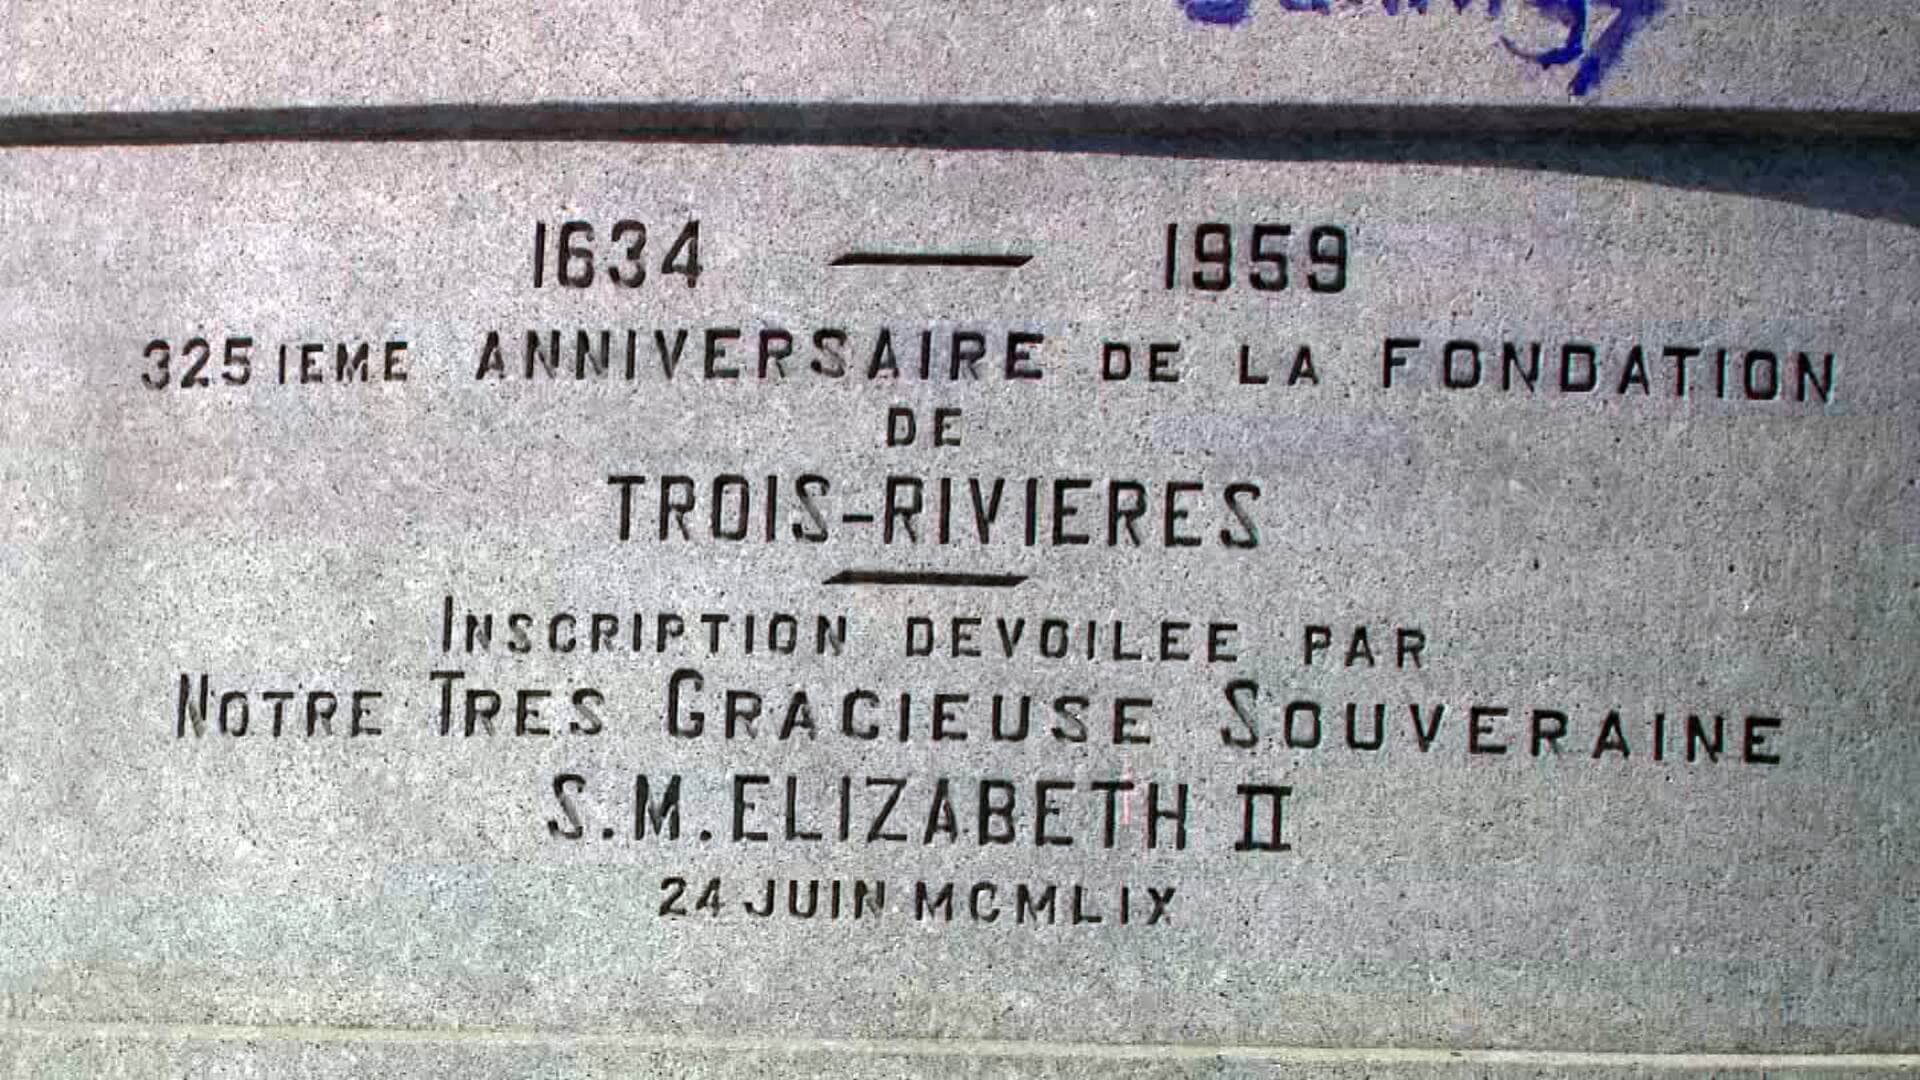 1634 — 1959
325IEME ANNIVERSAIRE DE LA FONDATION
DE
TROIS-RIVIERES
INSCRIPTION DEVOILEE PAR
NOTRE TRES GRACIEUSE SOUVERAINE
S.M. ELIZABETH II
24 JUIN MCMLIX